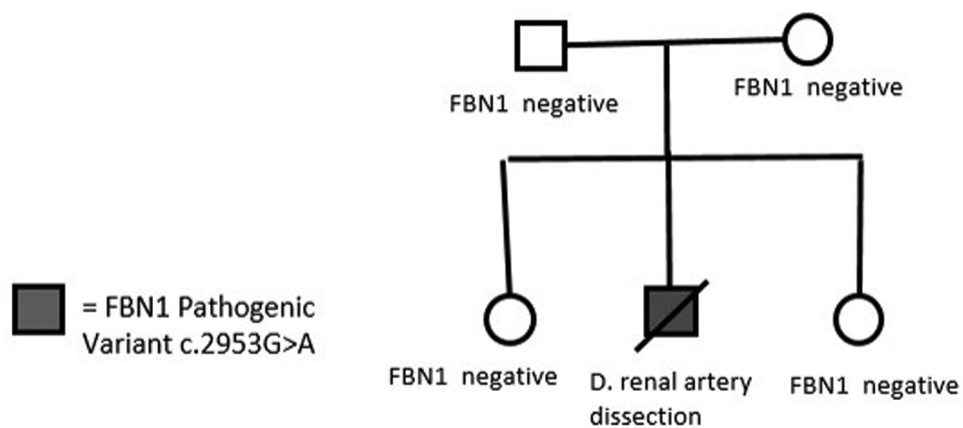 FBN1 negative
FBN1 negative
= FBN1 Pathogenic
Variant c.2953G>A
FBN1 negative
D. renal artery
dissection
FBN1 negative